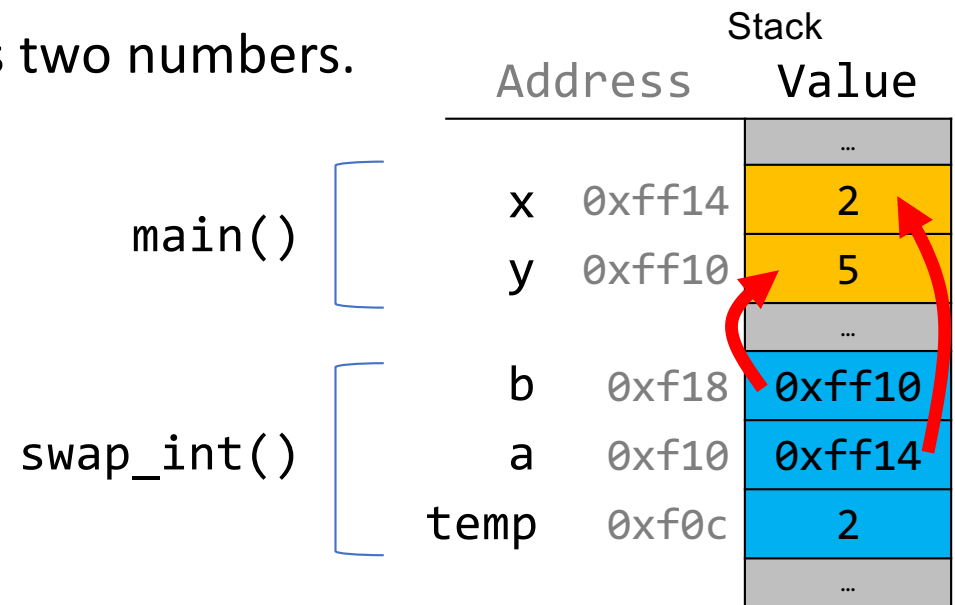 s two numbers.
Stack
Address Value
…
x 0xff14 2
main()
y 0xff10 5
…
b 0xf18 0xff10
swap_int() a 0xf10 0xff14
temp 0xf0c 2
…